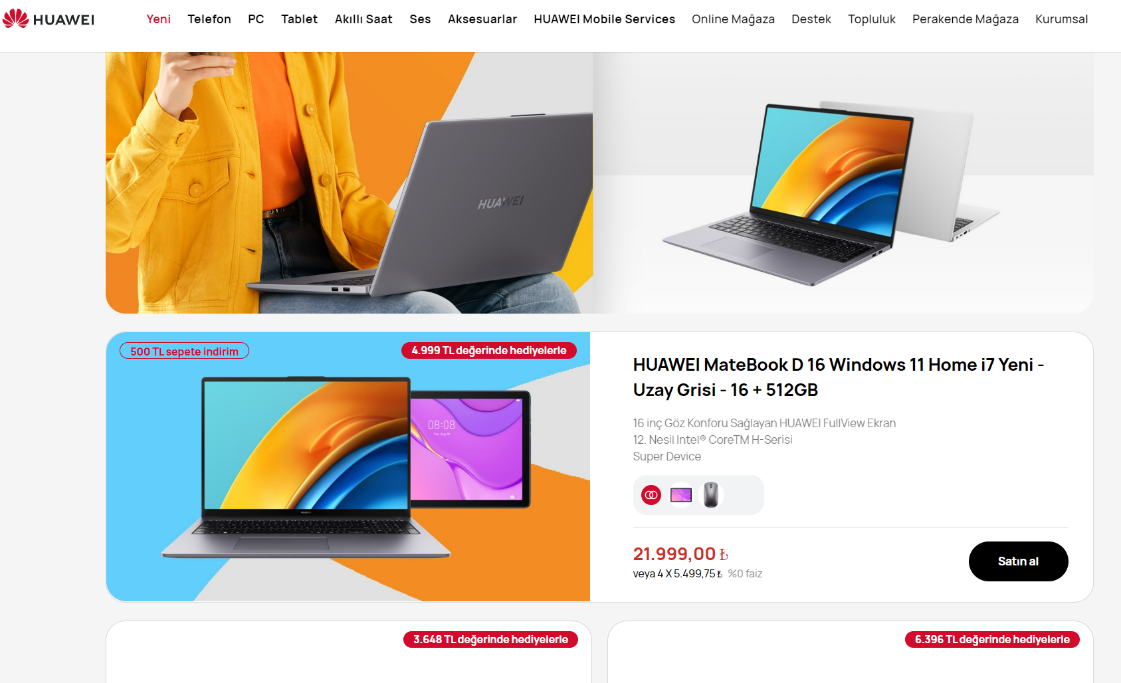 HUAWEI
Yeni Telefon PC Tablet Akıllı Saat Ses Aksesuarlar HUAWEI Mobile Services Online Mağaza Destek Topluluk Perakende Mağaza Kurumsal
HUAWEI
500 TL sepete indirim
4.999 TL değerinde hediyelerle
08:08
HUAWEI MateBook D 16 Windows 11 Home i7 Yeni -
Uzay Grisi - 16 + 512GB
16 inç Göz Konforu Sağlayan HUAWEI FullView Ekran
12. Nesil Intel® CoreTM H-Serisi
Super Device
21.999,00 ₺
veya 4 X 5.499,75 ₺ %0 faiz
Satın al
3.648 TL değerinde hediyelerle
6.396 TL değerinde hediyelerle